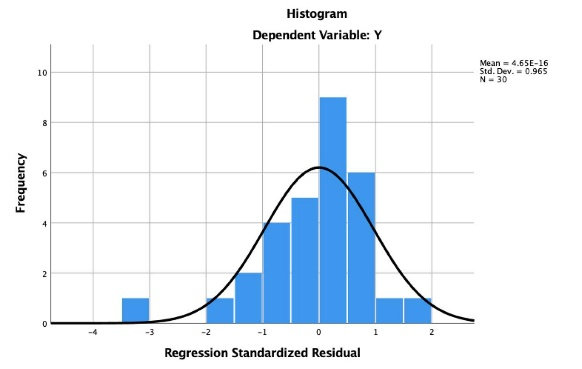 Histogram
Dependent Variable: Y
Mean = 4.65E-16
Std. Dev. = 0.965
N = 30
Frequency
10
8
6
4
2
0
-4 -3 -2 -1 0 1 2
Regression Standardized Residual